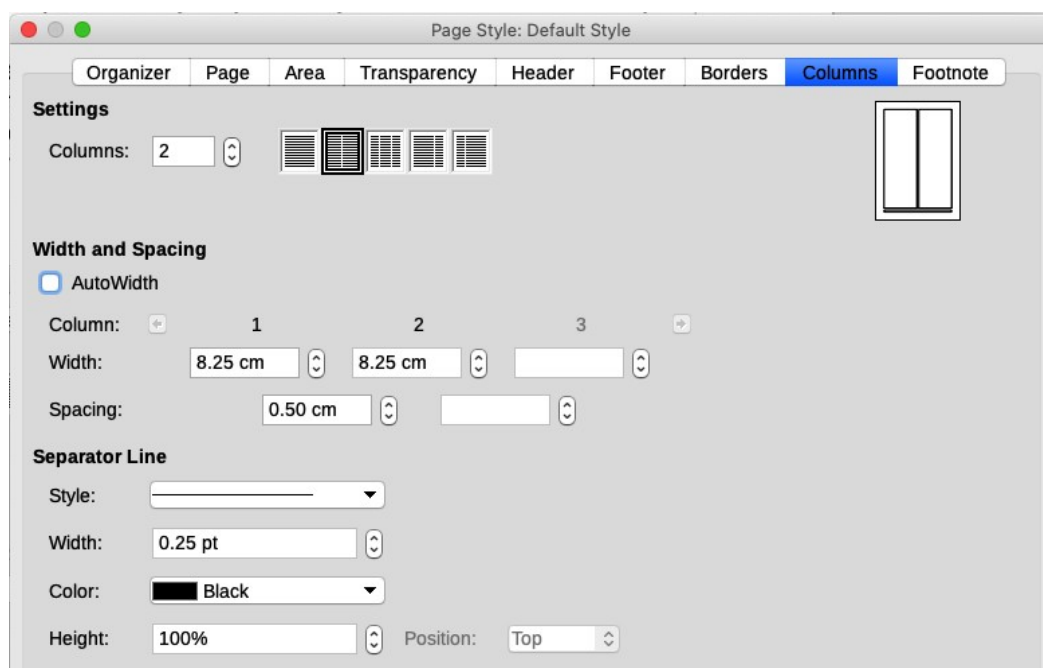 Page Style: Default Style
Organizer Page Area Transparency Header Footer Borders Columns Footnote
Settings
Columns: 2
Width and Spacing
AutoWidth
Column: 1 2 3
Width: 8.25 cm 8.25 cm
Spacing: 0.50 cm
Separator Line
Style:
Width: 0.25 pt
Color: Black
Height: 100% Position: Top